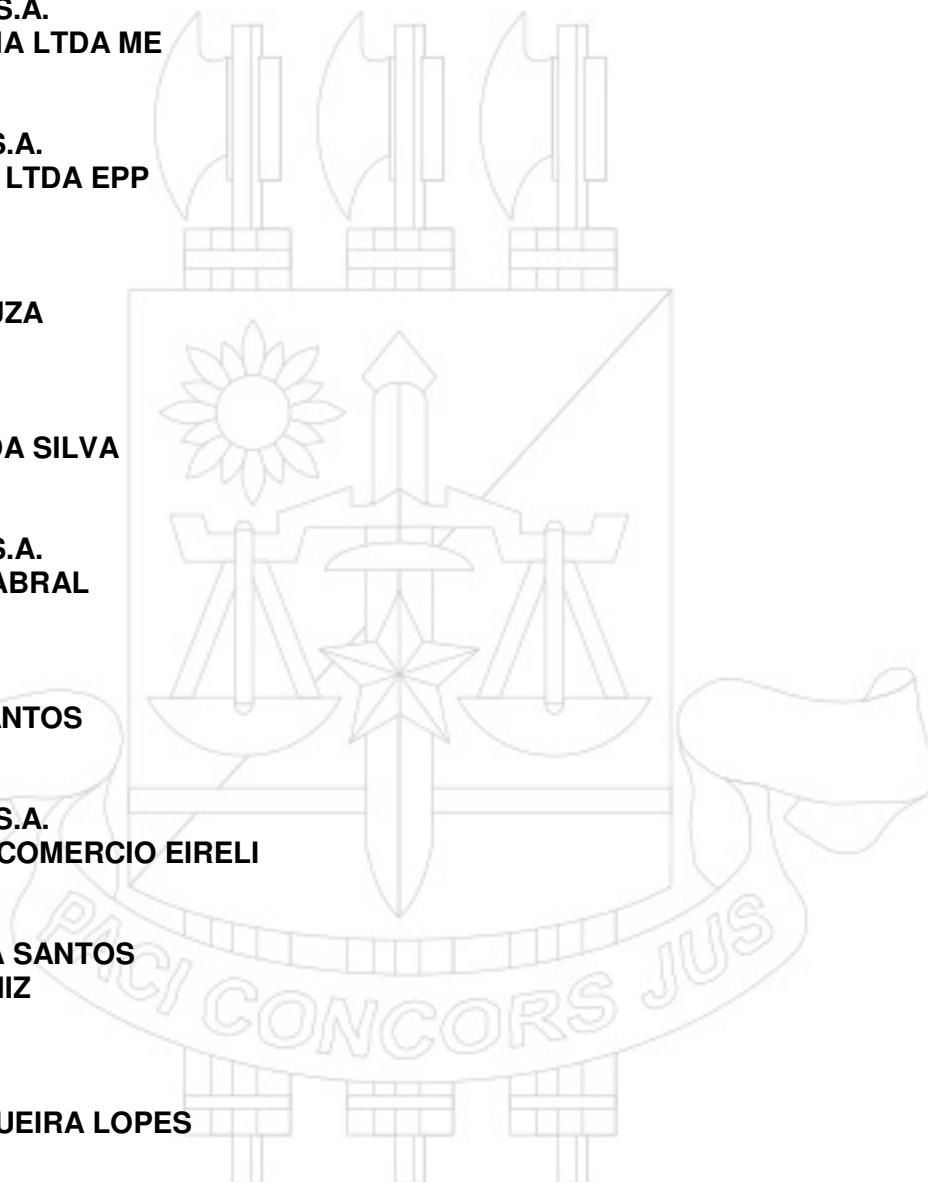 S.A.
IA LTDA ME
S.A.
LTDA EPP
UZA
DA SILVA
S.A.
ABRAL
ANTOS
S.A.
COMERCIO EIRELI
A SANTOS
NIZ
UEIRA LOPES
PACI CONCORS JUS